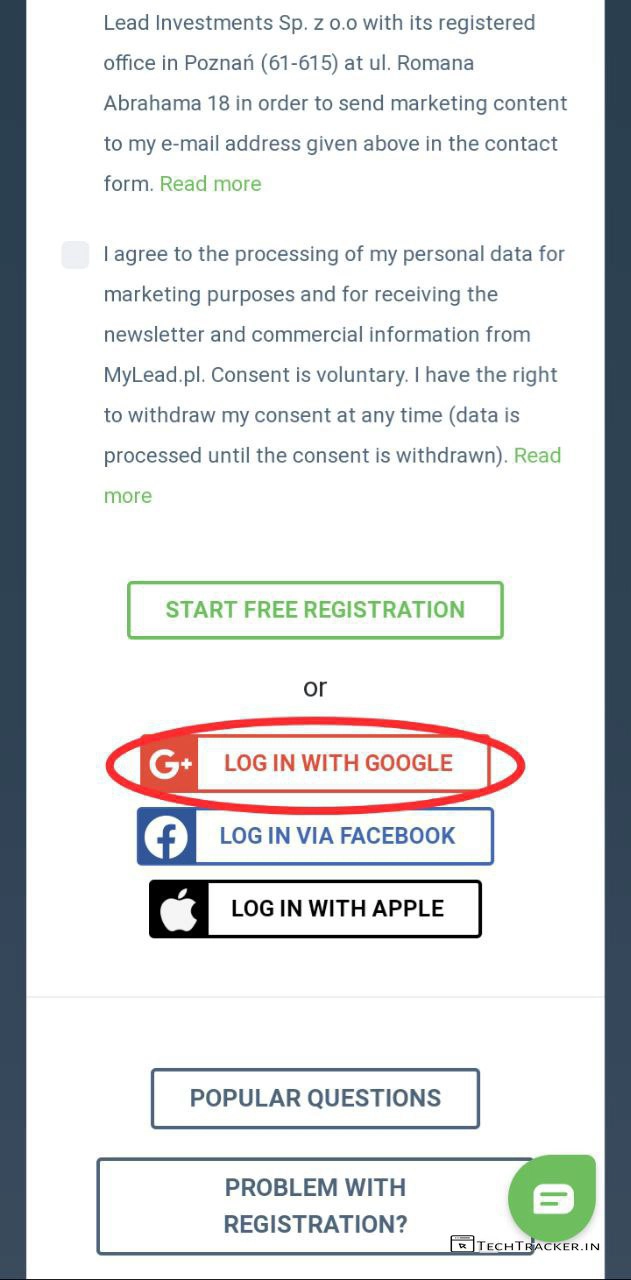 Lead Investments Sp. z o.o with its registered
office in Poznań (61-615) at ul. Romana
Abrahama 18 in order to send marketing content
to my e-mail address given above in the contact
form. Read more
I agree to the processing of my personal data for
marketing purposes and for receiving the
newsletter and commercial information from
MyLead.pl. Consent is voluntary. I have the right
to withdraw my consent at any time (data is
processed until the consent is withdrawn). Read
more
START FREE REGISTRATION
or
G+ LOG IN WITH GOOGLE
LOG IN VIA FACEBOOK
LOG IN WITH APPLE
POPULAR QUESTIONS
PROBLEM WITH
REGISTRATION?
TECHTRACKER.IN